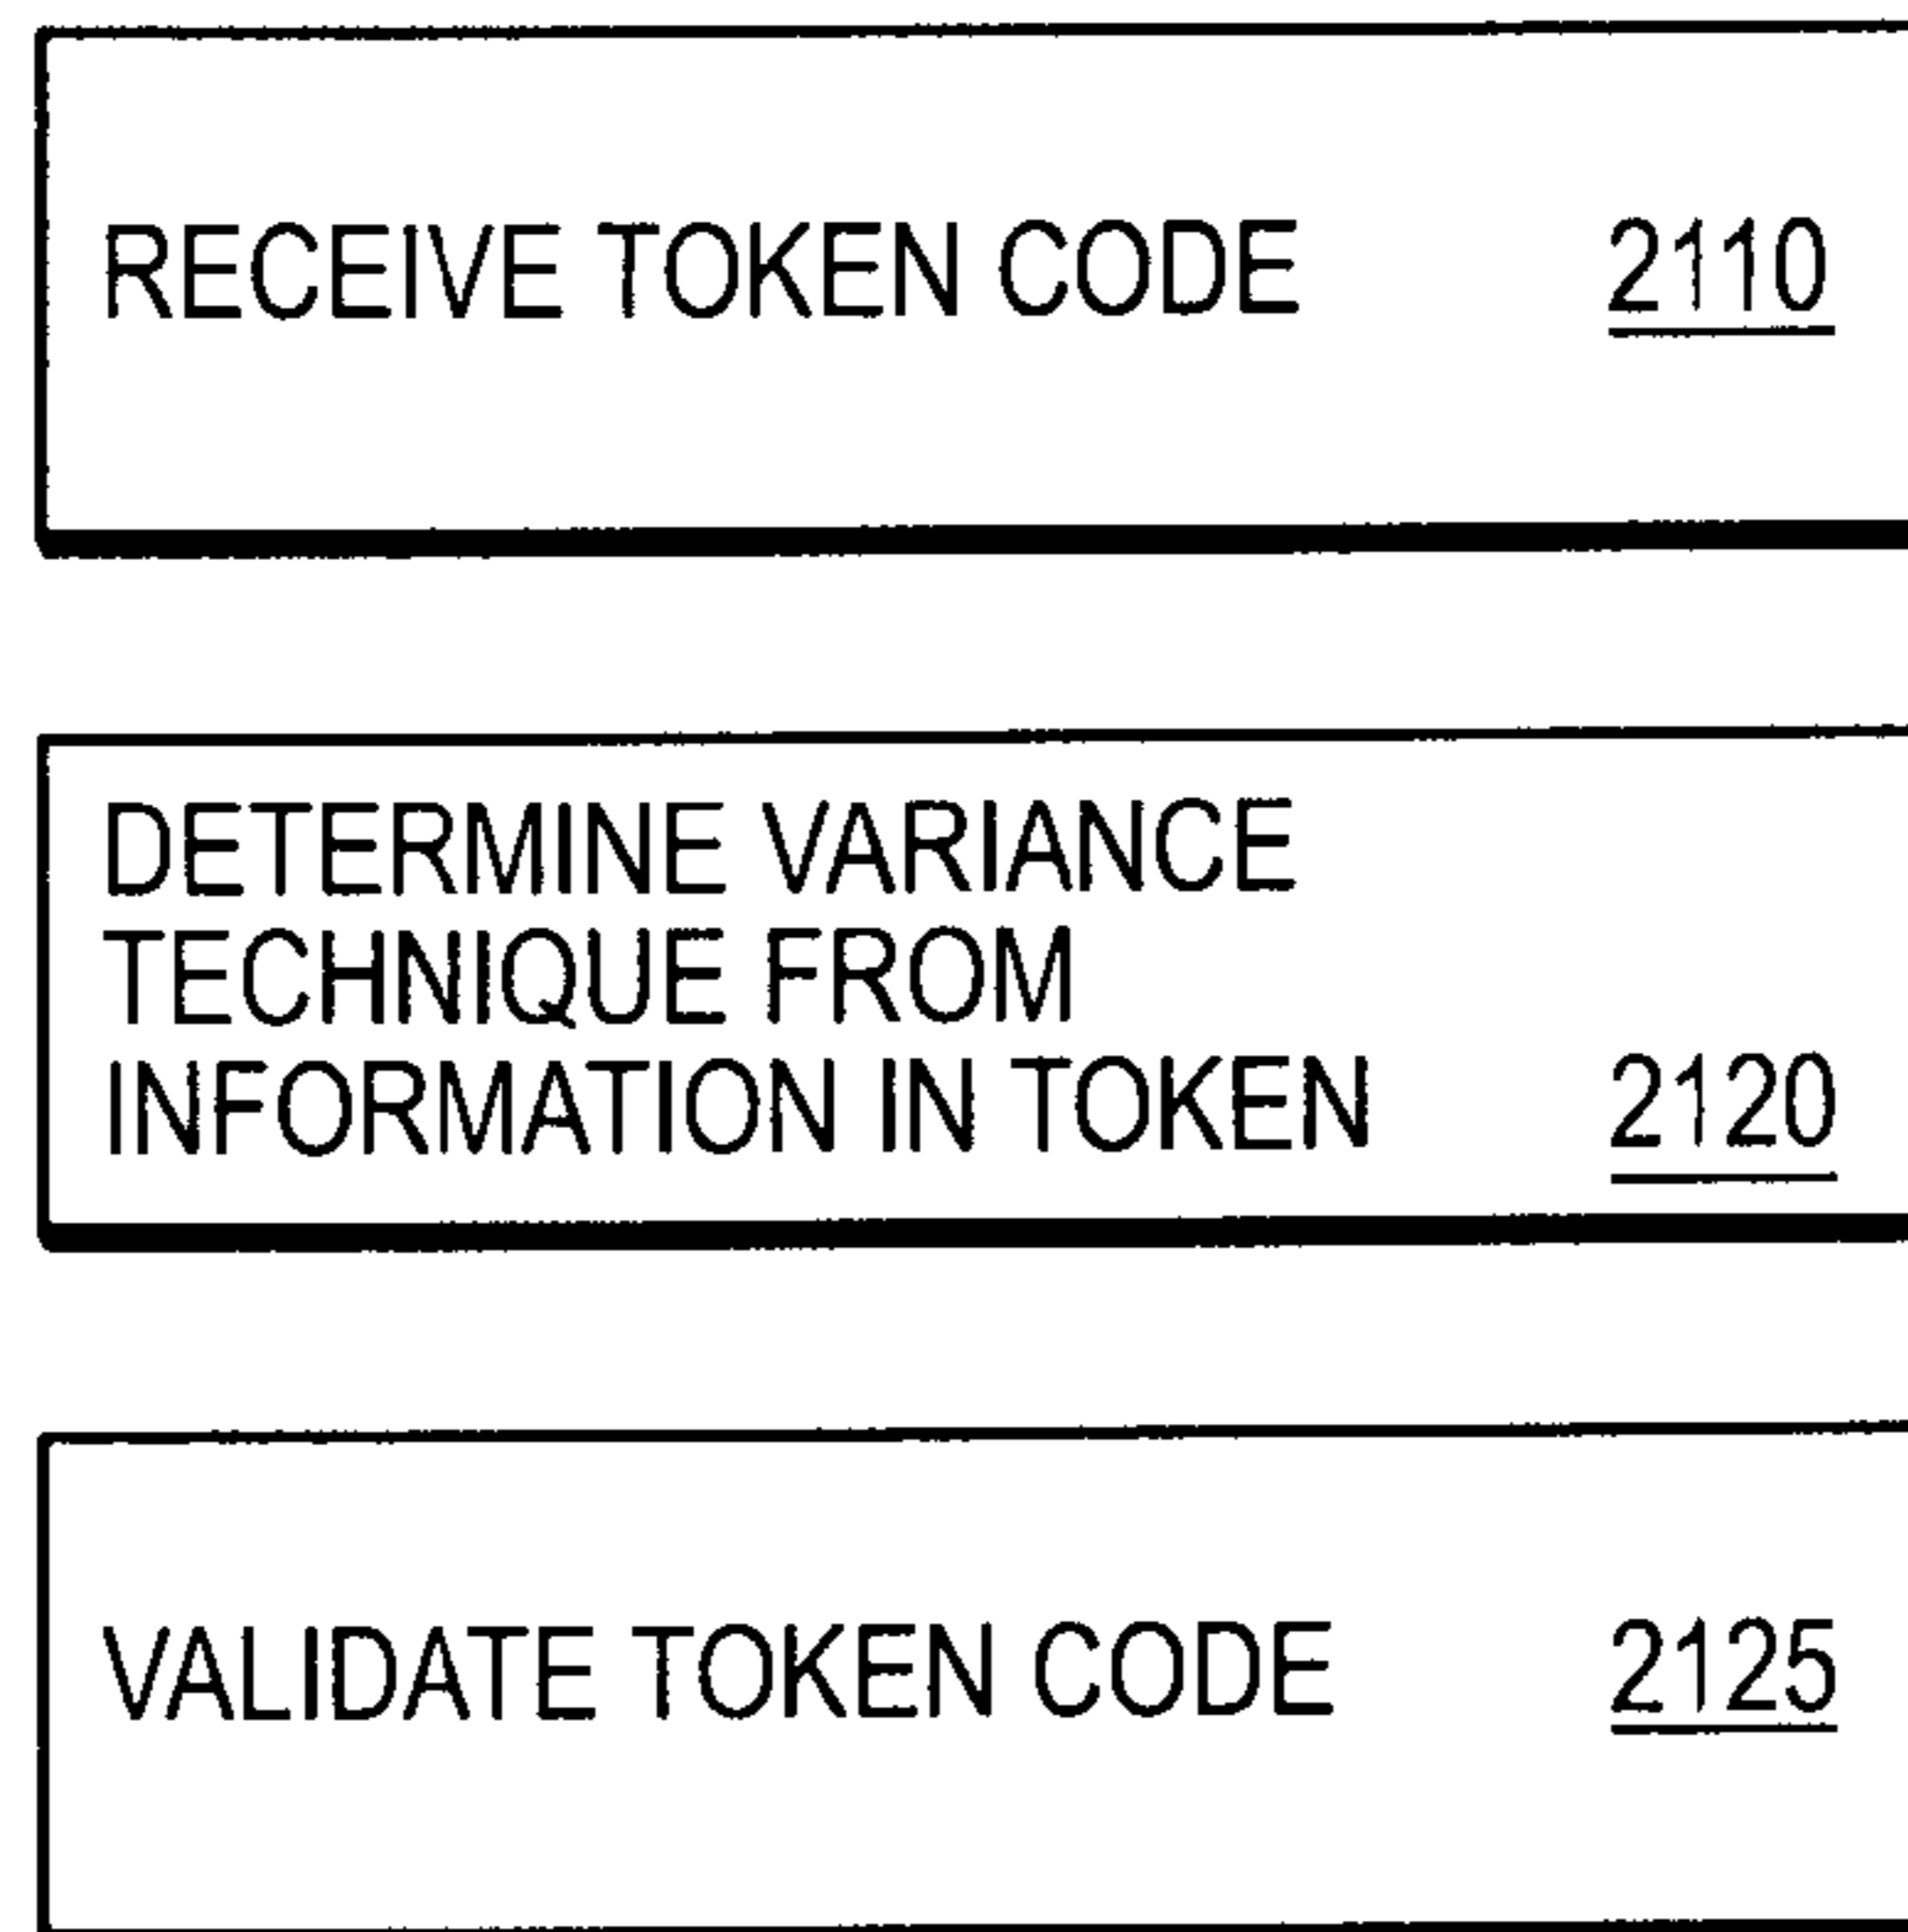 RECEIVE TOKEN CODE 2110
DETERMINE VARIANCE
TECHNIQUE FROM
INFORMATION IN TOKEN 2120
VALIDATE TOKEN CODE 2125